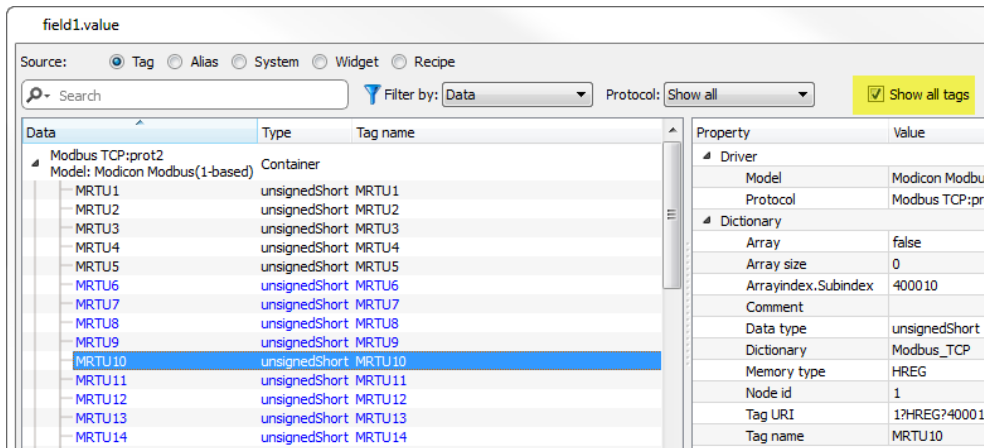 field1.value
Source: Tag Alias System Widget Recipe
Search Filter by: Data Protocol: Show all Show all tags
Data Type Tag name
Modbus TCP:prot2
Model: Modicon Modbus(1-based) Container
MRTU1 unsignedShort MRTU1
MRTU2 unsignedShort MRTU2
MRTU3 unsignedShort MRTU3
MRTU4 unsignedShort MRTU4
MRTU5 unsignedShort MRTU5
MRTU6 unsignedShort MRTU6
MRTU7 unsignedShort MRTU7
MRTU8 unsignedShort MRTU8
MRTU9 unsignedShort MRTU9
MRTU10 unsignedShort MRTU10
MRTU11 unsignedShort MRTU11
MRTU12 unsignedShort MRTU12
MRTU13 unsignedShort MRTU13
MRTU14 unsignedShort MRTU14
Property Value
Driver
Model Modicon Modbu
Protocol Modbus TCP:pr
Dictionary
Array false
Array size 0
Arrayindex.Subindex 400010
Comment
Data type unsignedShort
Dictionary Modbus_TCP
Memory type HREG
Node id 1
Tag URI 1?HREG?40001
Tag name MRTU10